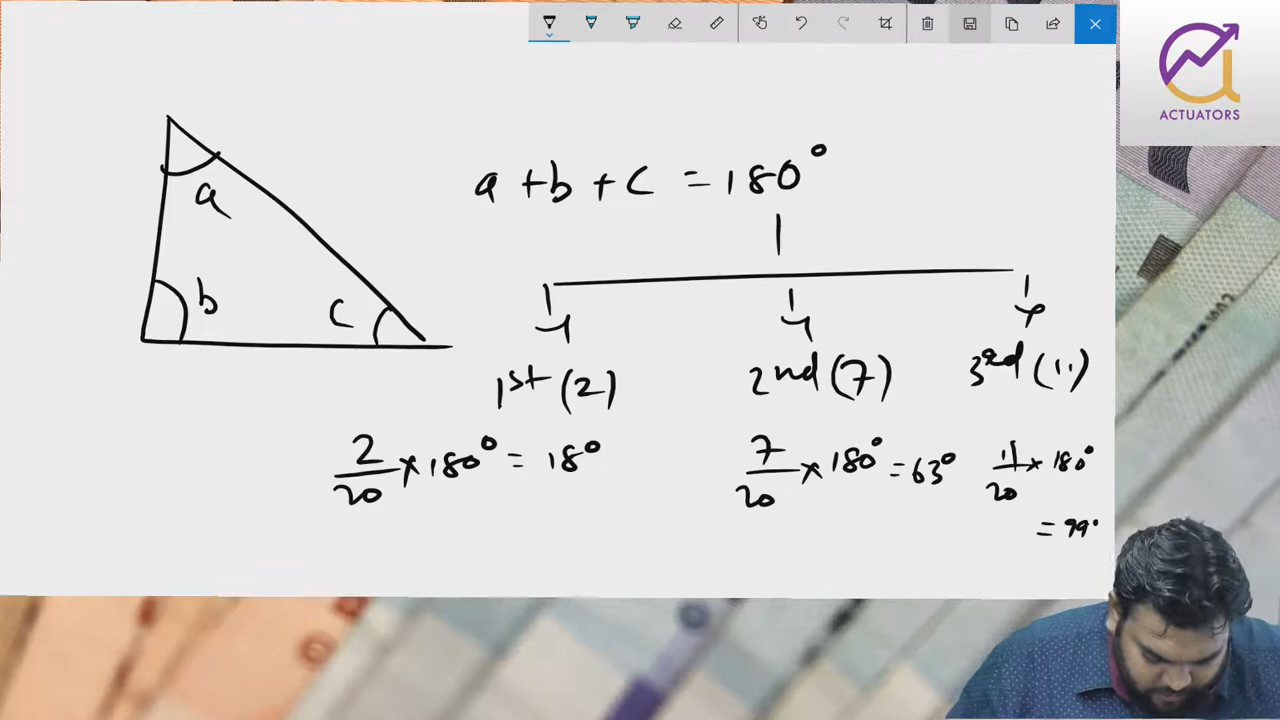 ACTUATORS
a + b + c = 180°
a
b
c
1st (2)
2nd (7)
3rd (11)
2/20 × 180° = 18°
7/20 × 180° = 63°
11/20 × 180°
= 99°